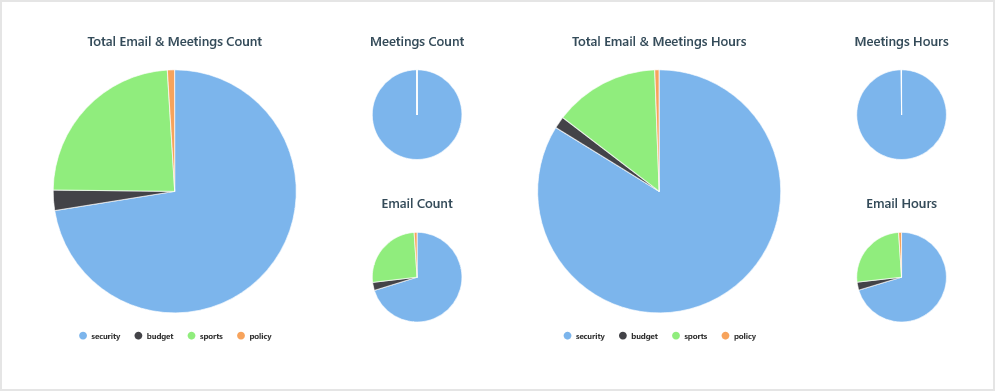 Total Email & Meetings Count
Meetings Count
Total Email & Meetings Hours
Meetings Hours
Email Count
Email Hours
security budget sports policy
security budget sports policy